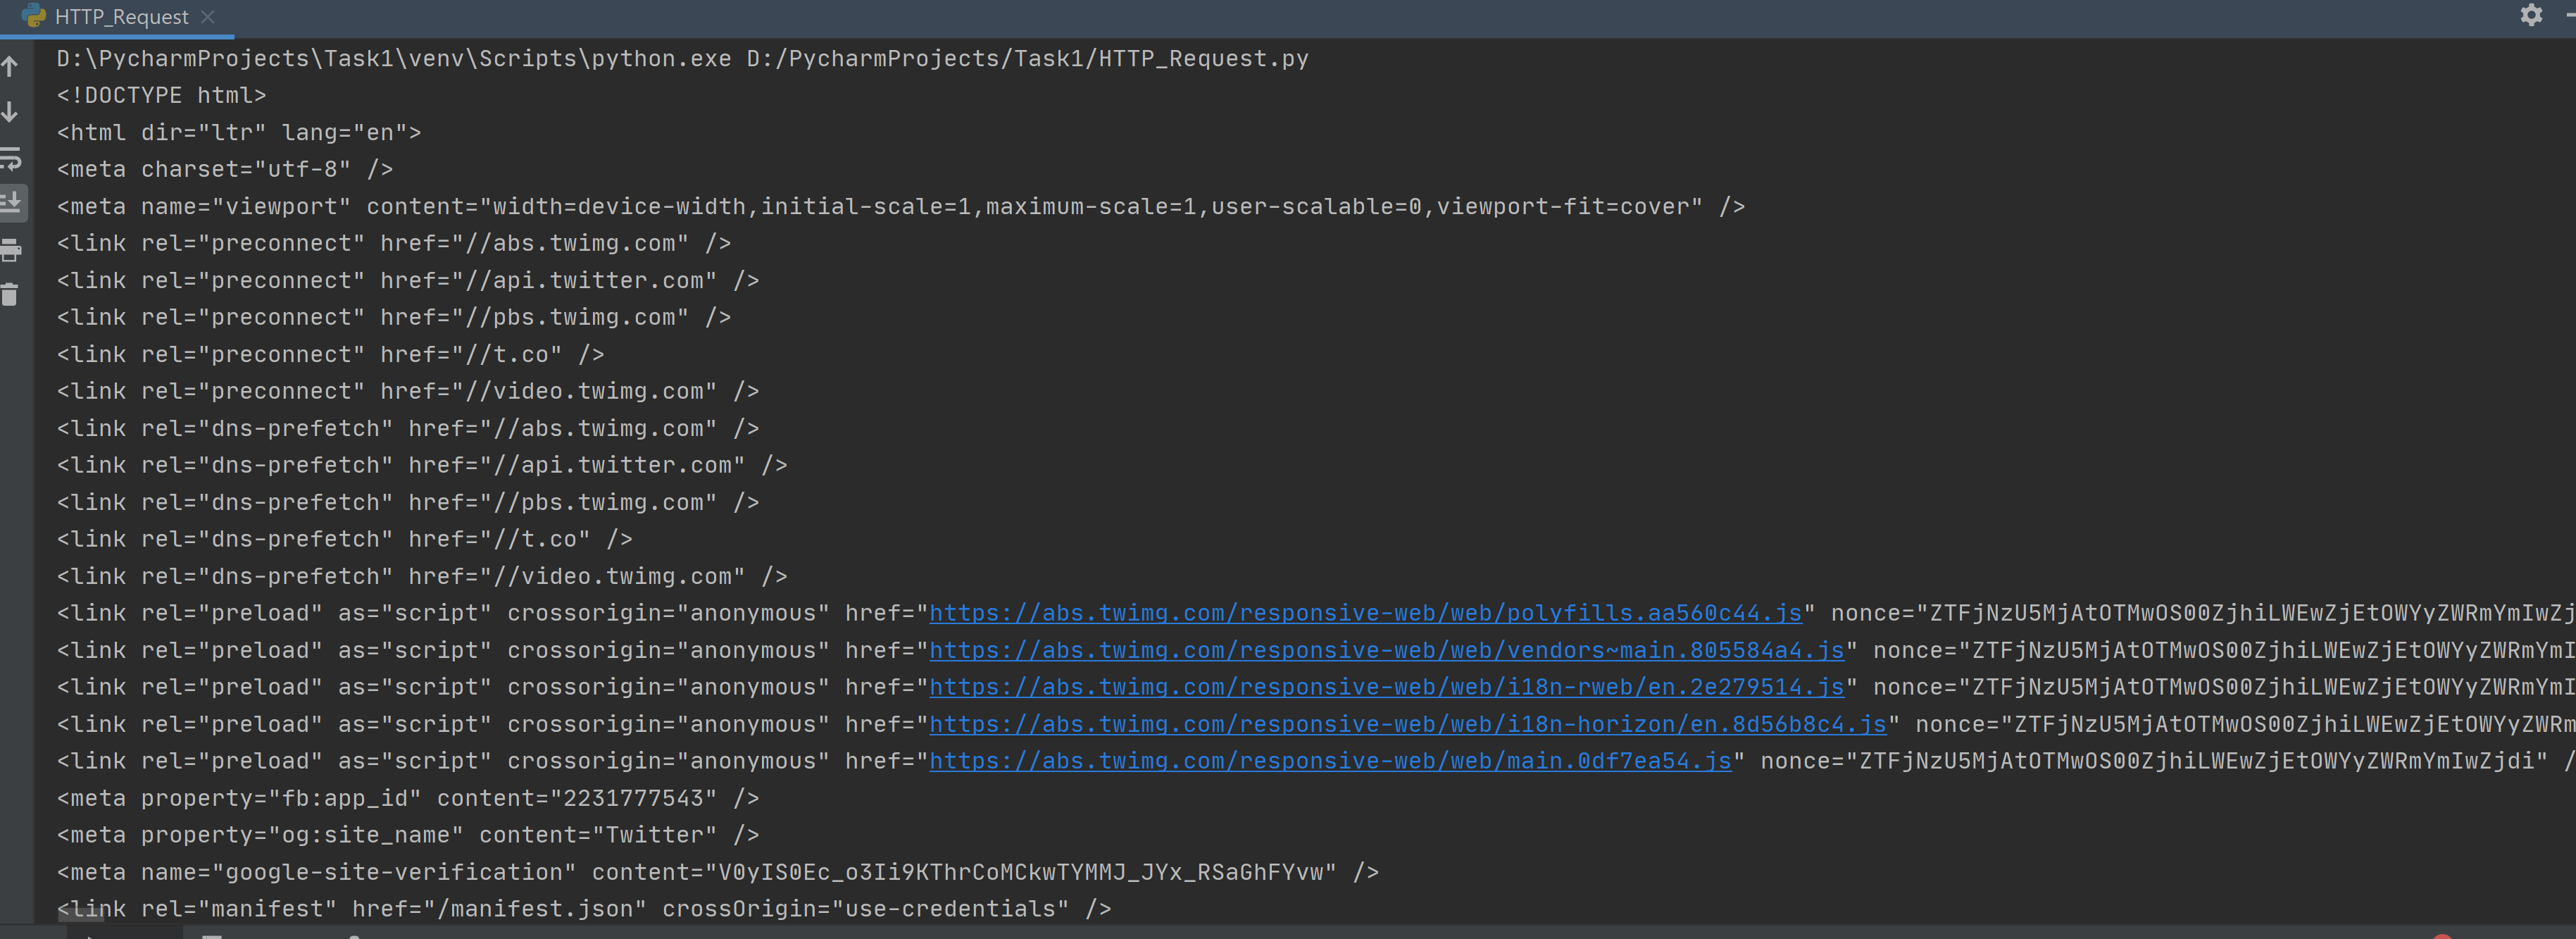 HTTP_Request
D:\PycharmProjects\Task1\venv\Scripts\python.exe D:/PycharmProjects/Task1/HTTP_Request.py
<!DOCTYPE html>
<html dir="ltr" lang="en">
<meta charset="utf-8" />
<meta name="viewport" content="width=device-width,initial-scale=1,maximum-scale=1,user-scalable=0,viewport-fit=cover" />
<link rel="preconnect" href="//abs.twimg.com" />
<link rel="preconnect" href="//api.twitter.com" />
<link rel="preconnect" href="//pbs.twimg.com" />
<link rel="preconnect" href="//t.co" />
<link rel="preconnect" href="//video.twimg.com" />
<link rel="dns-prefetch" href="//abs.twimg.com" />
<link rel="dns-prefetch" href="//api.twitter.com" />
<link rel="dns-prefetch" href="//pbs.twimg.com" />
<link rel="dns-prefetch" href="//t.co" />
<link rel="dns-prefetch" href="//video.twimg.com" />
<link rel="preload" as="script" crossorigin="anonymous" href="https://abs.twimg.com/responsive-web/web/polyfills.aa560c44.js" nonce="ZTFjNzU5MjAtOTMwOS00ZjhiLWEwZjEtOWYyZWRmYmIwZj
<link rel="preload" as="script" crossorigin="anonymous" href="https://abs.twimg.com/responsive-web/web/vendors~main.805584a4.js" nonce="ZTFjNzU5MjAtOTMwOS00ZjhiLWEwZjEtOWYyZWRmYmI
<link rel="preload" as="script" crossorigin="anonymous" href="https://abs.twimg.com/responsive-web/web/i18n-rweb/en.2e279514.js" nonce="ZTFjNzU5MjAtOTMwOS00ZjhiLWEwZjEtOWYyZWRmYmI
<link rel="preload" as="script" crossorigin="anonymous" href="https://abs.twimg.com/responsive-web/web/i18n-horizon/en.8d56b8c4.js" nonce="ZTFjNzU5MjAtOTMwOS00ZjhiLWEwZjEtOWYyZWRm
<link rel="preload" as="script" crossorigin="anonymous" href="https://abs.twimg.com/responsive-web/web/main.0df7ea54.js" nonce="ZTFjNzU5MjAtOTMwOS00ZjhiLWEwZjEtOWYyZWRmYmIwZjdi" /
<meta property="fb:app_id" content="2231777543" />
<meta property="og:site_name" content="Twitter" />
<meta name="google-site-verification" content="V0yIS0Ec_o3Ii9KThrCoMCkwTYMMJ_JYx_RSaGhFYvw" />
<link rel="manifest" href="/manifest.json" crossOrigin="use-credentials" />